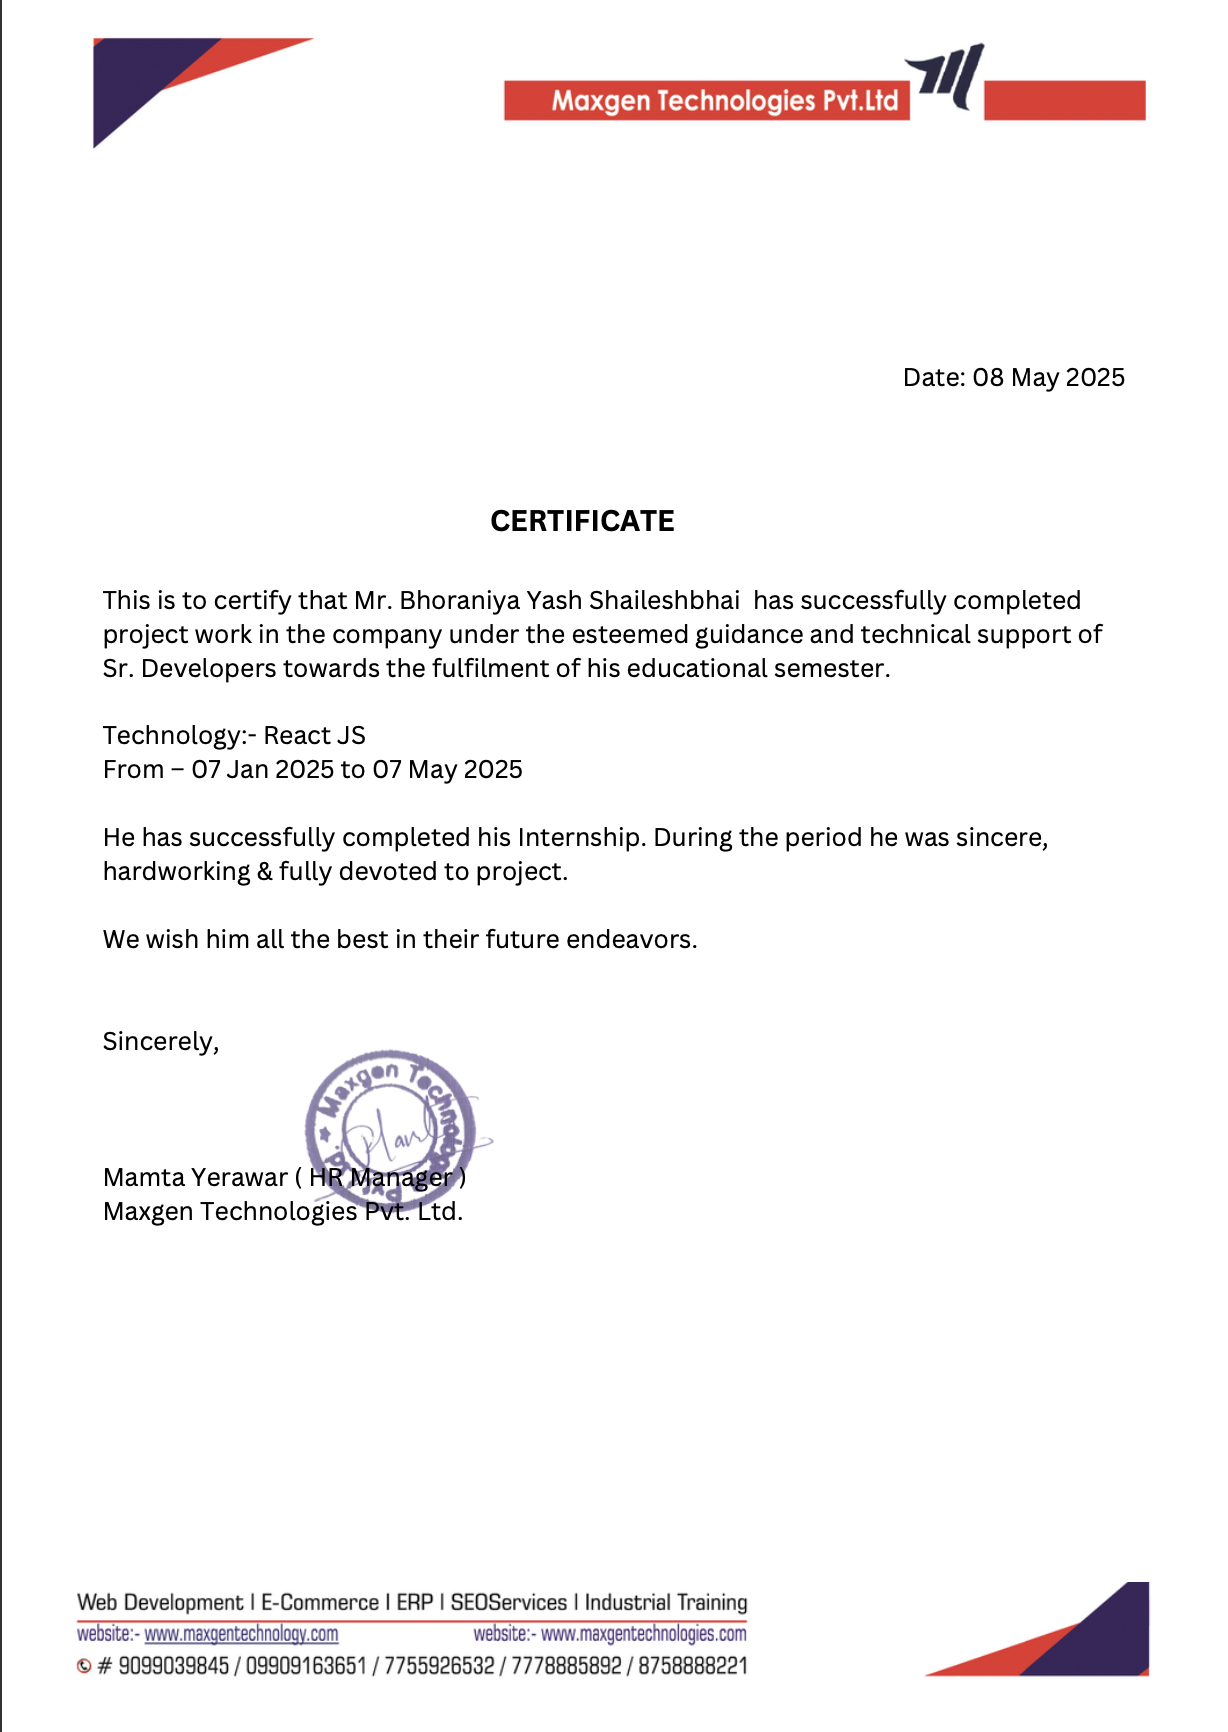 Maxgen Technologies Pvt.Ltd
Date: 08 May 2025
CERTIFICATE
This is to certify that Mr. Bhoraniya Yash Shaileshbhai has successfully completed
project work in the company under the esteemed guidance and technical support of
Sr. Developers towards the fulfilment of his educational semester.
Technology:- React JS
From – 07 Jan 2025 to 07 May 2025
He has successfully completed his Internship. During the period he was sincere,
hardworking & fully devoted to project.
We wish him all the best in their future endeavors.
Sincerely,
Maxgen Technologies Pvt.
Mamta Yerawar ( HR Manager )
Maxgen Technologies Pvt. Ltd.
Web Development | E-Commerce | ERP | SEOServices | Industrial Training
website:- www.maxgentechnology.com website:- www.maxgentechnologies.com
# 9099039845 / 09909163651 / 7755926532 / 7778885892 / 8758888221